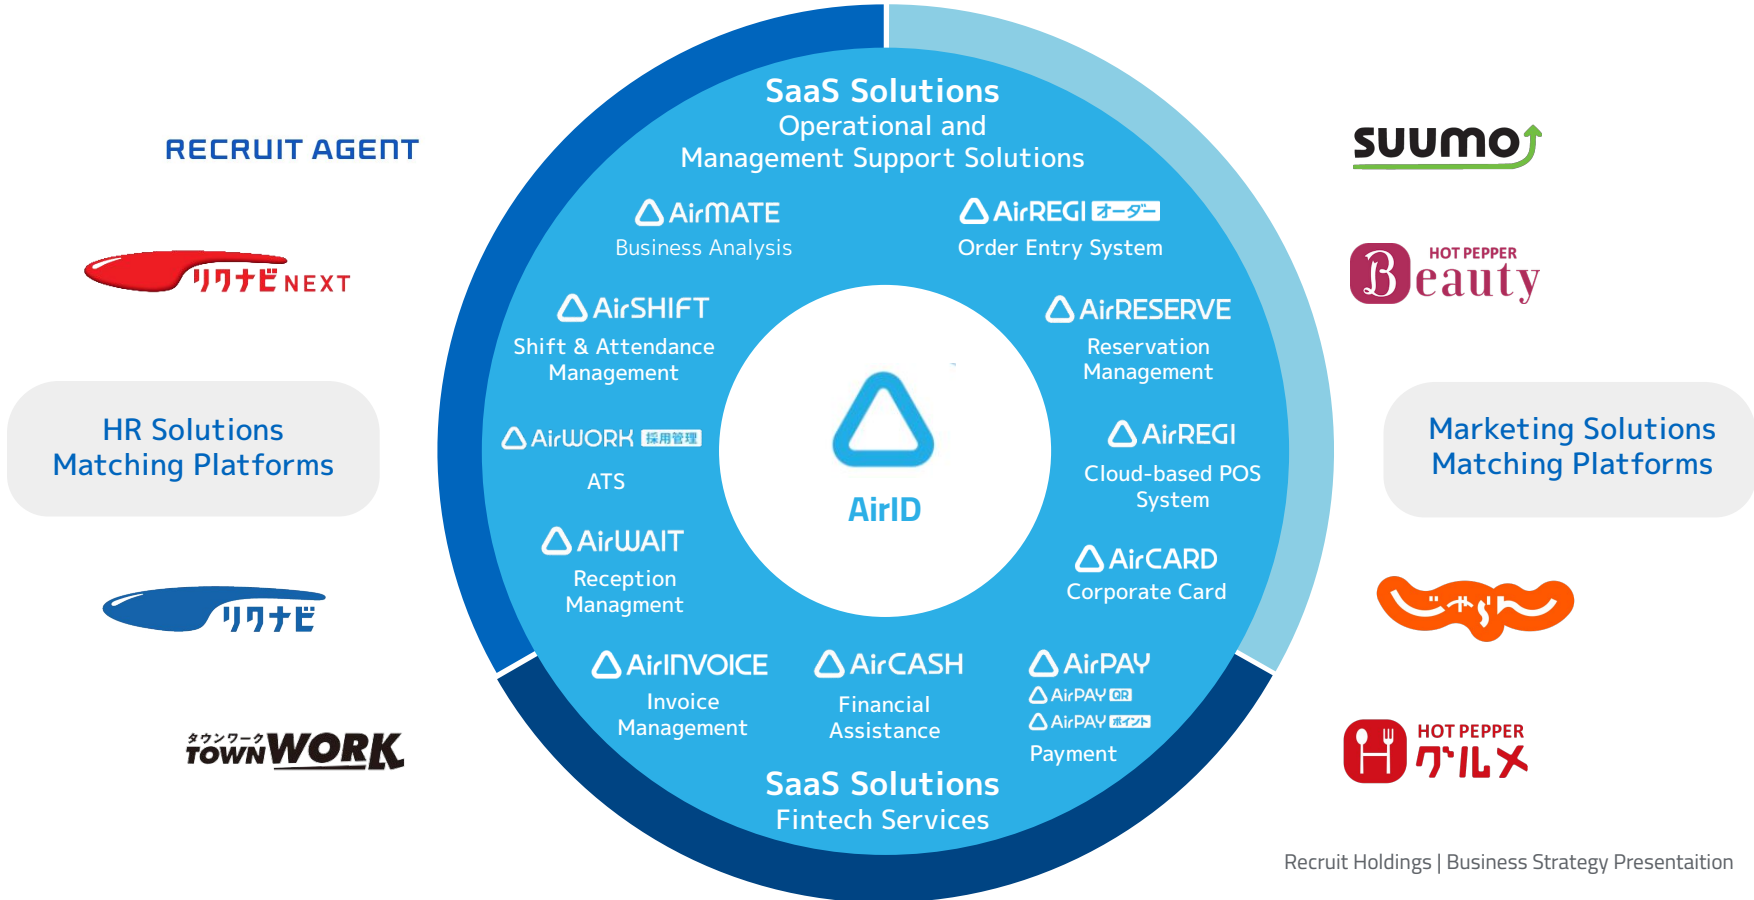 RECRUIT AGENT
リクナビNEXT
HR Solutions
Matching Platforms
リクナビ
タウンワーク
TOWNWORK
SaaS Solutions
Operational and
Management Support Solutions
AirMATE
Business Analysis
AirREGI オーダー
Order Entry System
AirSHIFT
Shift & Attendance
Management
AirRESERVE
Reservation
Management
AirWORK 採用管理
ATS
AirREGI
Cloud-based POS
System
AirID
AirWAIT
Reception
Managment
AirCARD
Corporate Card
AirINVOICE
Invoice
Management
AirCASH
Financial
Assistance
AirPAY
AirPAY QR
AirPAY ポイント
Payment
SaaS Solutions
Fintech Services
SUUMO
HOT PEPPER
Beauty
Marketing Solutions
Matching Platforms
じゃらん
HOT PEPPER
グルメ
Recruit Holdings | Business Strategy Presentaition